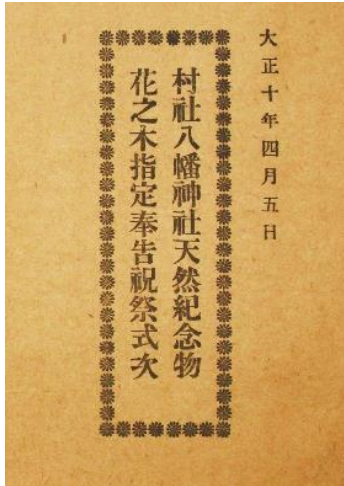 大正十年四月五日
村社八幡神社天然紀念物
花之木指定奉告祝祭式次